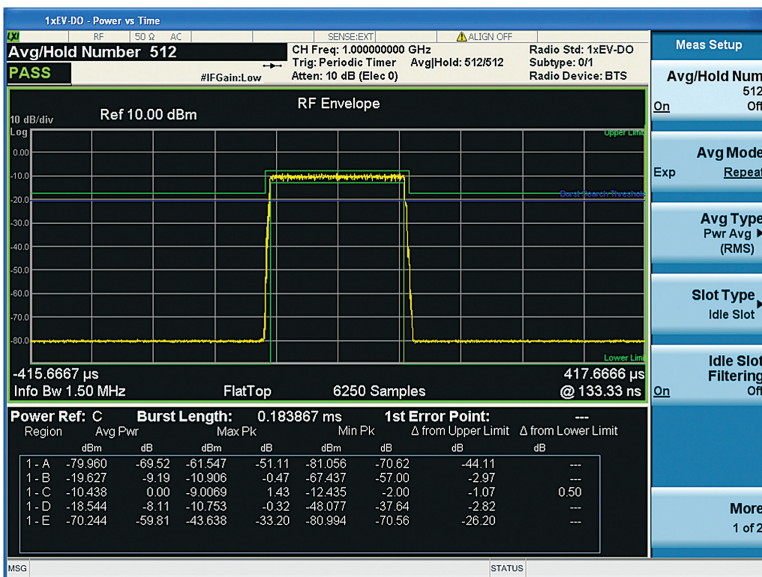 1xEV-DO - Power vs Time
LXI RF 50 Ω AC SENSE:EXT ALIGN OFF
Avg/Hold Number 512
PASS
#IFGain:Low
CH Freq: 1.000000000 GHz
Trig: Periodic Timer Avg|Hold: 512/512
Atten: 10 dB (Elec 0)
Radio Std: 1xEV-DO
Subtype: 0/1
Radio Device: BTS
RF Envelope
10 dB/div Ref 10.00 dBm
Log
Upper Limit
0.00
-10.0
Burst Search Threshold
-20.0
-30.0
-40.0
-50.0
-60.0
-70.0
-80.0
Lower Limi
-415.6667 µs 417.6666 µs
Info Bw 1.50 MHz FlatTop 6250 Samples @ 133.33 ns
Power Ref: C Burst Length: 0.183867 ms 1st Error Point: ---
Region Avg Pwr Max Pk Min Pk Δ from Upper Limit Δ from Lower Limit
dBm dB dBm dB dBm dB dB dB
1 - A -79.960 -69.52 -61.547 -51.11 -81.056 -70.62 -44.11 ---
1 - B -19.627 -9.19 -10.906 -0.47 -67.437 -57.00 -2.97 ---
1 - C -10.438 0.00 -9.0069 1.43 -12.435 -2.00 -1.07 0.50
1 - D -18.544 -8.11 -10.753 -0.32 -48.077 -37.64 -2.82 ---
1 - E -70.244 -59.81 -43.638 -33.20 -80.994 -70.56 -26.20 ---
MSG STATUS
Meas Setup
Avg/Hold Num
512
On Off
Avg Mode
Exp Repeat
Avg Type
Pwr Avg
(RMS)
Slot Type
Idle Slot
Idle Slot
Filtering
On Off
More
1 of 2